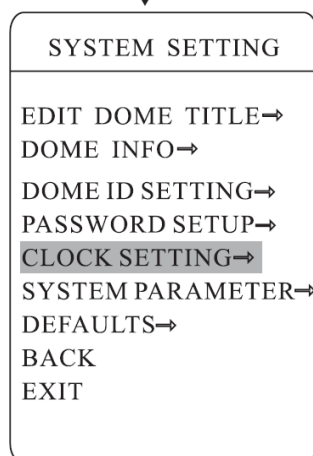 SYSTEM SETTING
EDIT DOME TITLE⇒
DOME INFO⇒
DOME ID SETTING⇒
PASSWORD SETUP⇒
CLOCK SETTING⇒
SYSTEM PARAMETER⇒
DEFAULTS⇒
BACK
EXIT